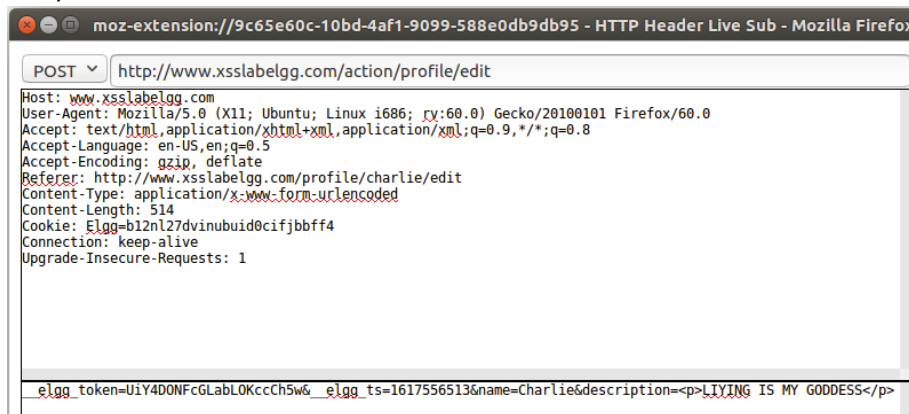 moz-extension://9c65e60c-10bd-4af1-9099-588e0db9db95 - HTTP Header Live Sub - Mozilla Firefox
POST http://www.xsslabelgg.com/action/profile/edit
Host: www.xsslabelgg.com
User-Agent: Mozilla/5.0 (X11; Ubuntu; Linux i686; rv:60.0) Gecko/20100101 Firefox/60.0
Accept: text/html,application/xhtml+xml,application/xml;q=0.9,*/*;q=0.8
Accept-Language: en-US,en;q=0.5
Accept-Encoding: gzip, deflate
Referer: http://www.xsslabelgg.com/profile/charlie/edit
Content-Type: application/x-www-form-urlencoded
Content-Length: 514
Cookie: Elgg=b12nl27dvinubuid0cifjbbff4
Connection: keep-alive
Upgrade-Insecure-Requests: 1
__elgg_token=UiY4DONFcGLabLOKccCh5w&__elgg_ts=1617556513&name=Charlie&description=<p>LIYING IS MY GODDESS</p>